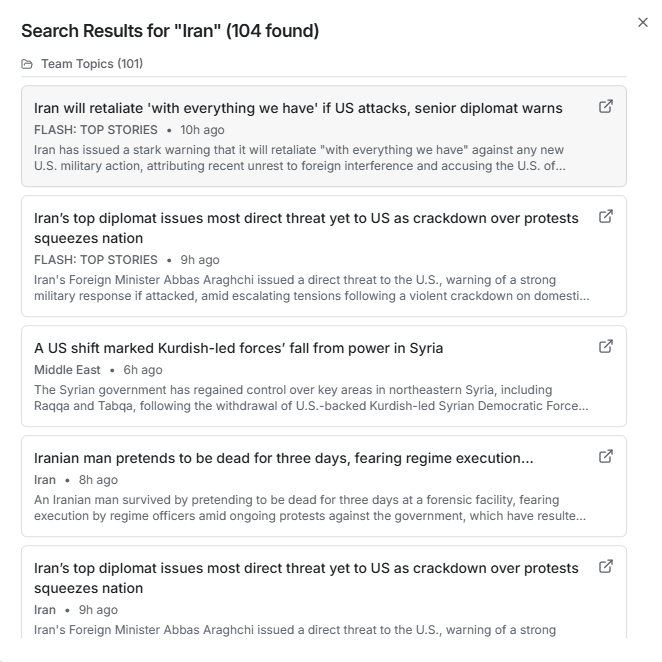 Search Results for "Iran" (104 found)
Team Topics (101)
Iran will retaliate 'with everything we have' if US attacks, senior diplomat warns
FLASH: TOP STORIES • 10h ago
Iran has issued a stark warning that it will retaliate "with everything we have" against any new
U.S. military action, attributing recent unrest to foreign interference and accusing the U.S. of...
Iran’s top diplomat issues most direct threat yet to US as crackdown over protests
squeezes nation
FLASH: TOP STORIES • 9h ago
Iran's Foreign Minister Abbas Araghchi issued a direct threat to the U.S., warning of a strong
military response if attacked, amid escalating tensions following a violent crackdown on domesti...
A US shift marked Kurdish-led forces’ fall from power in Syria
Middle East • 6h ago
The Syrian government has regained control over key areas in northeastern Syria, including
Raqqa and Tabqa, following the withdrawal of U.S.-backed Kurdish-led Syrian Democratic Force...
Iranian man pretends to be dead for three days, fearing regime execution...
Iran • 8h ago
An Iranian man survived by pretending to be dead for three days at a forensic facility, fearing
execution by regime officers amid ongoing protests against the government, which have resulte...
Iran’s top diplomat issues most direct threat yet to US as crackdown over protests
squeezes nation
Iran • 9h ago
Iran's Foreign Minister Abbas Araghchi issued a direct threat to the U.S., warning of a strong